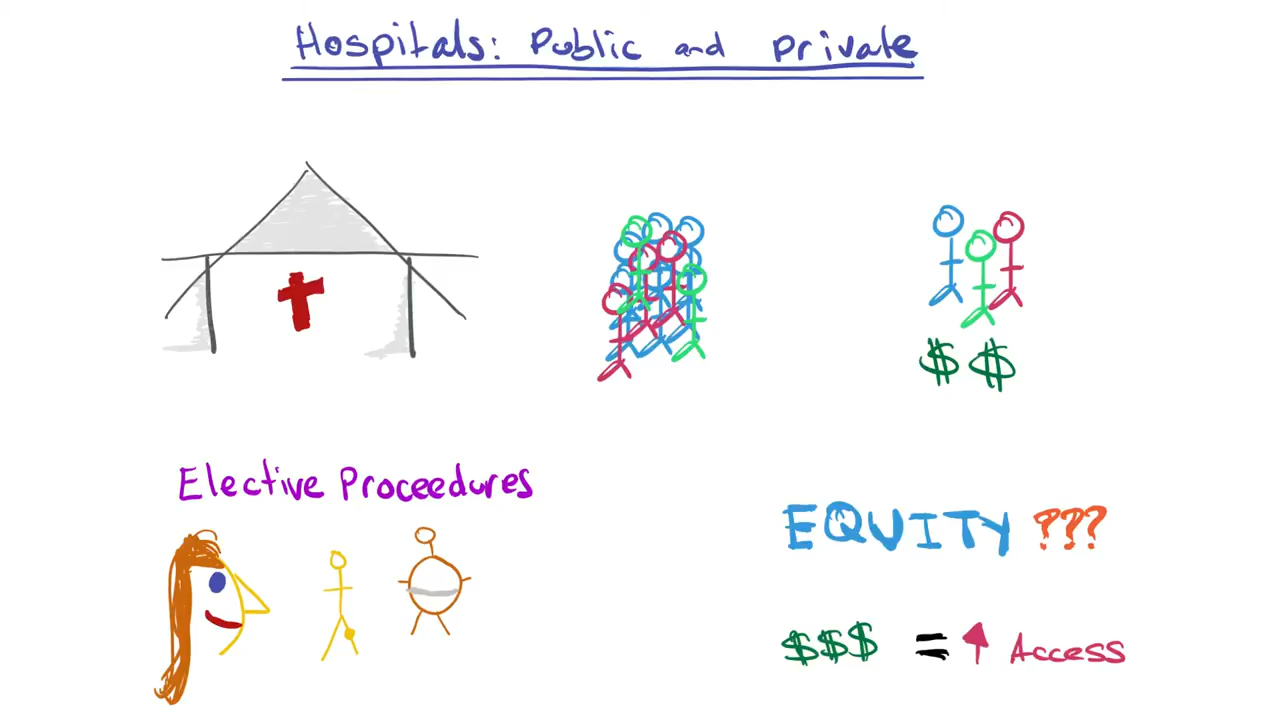 Hospitals: Public and private
$ $
Elective Proceedures
EQUITY ???
$$$ = ↑ Access